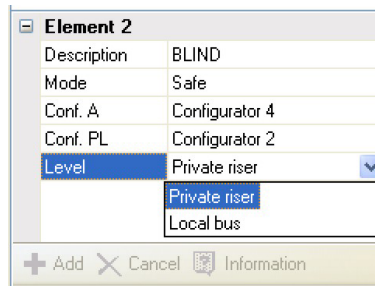 Element 2
Description BLIND
Mode Safe
Conf. A Configurator 4
Conf. PL Configurator 2
Level Private riser
Private riser
Local bus
Add Cancel Information